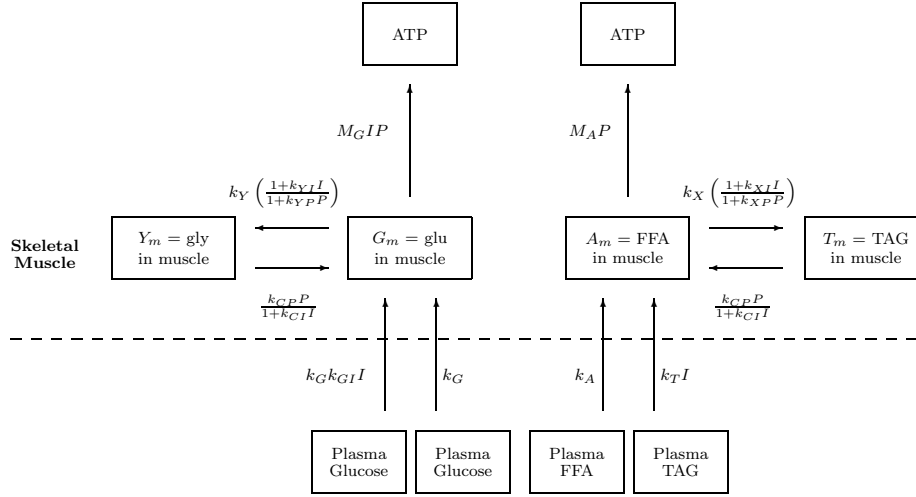 ATP
ATP
M_G IP
M_A P
k_Y ( (1+k_{YI} I) / (1+k_{YP} P) )
k_X ( (1+k_{XI} I) / (1+k_{XP} P) )
Skeletal
Muscle
Y_m = gly
in muscle
G_m = glu
in muscle
A_m = FFA
in muscle
T_m = TAG
in muscle
k_{CP} P / (1+k_{CI} I)
k_{CP} P / (1+k_{CI} I)
k_G k_{GI} I
k_G
k_A
k_T I
Plasma
Glucose
Plasma
Glucose
Plasma
FFA
Plasma
TAG